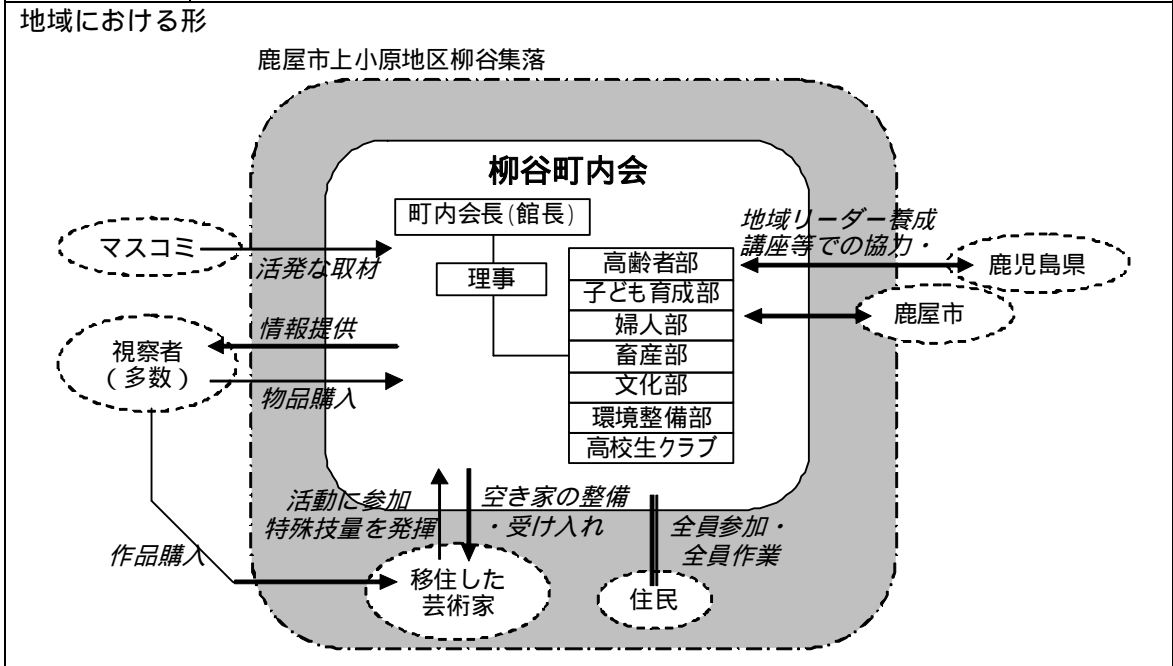 地域における形
鹿屋市上小原地区柳谷集落
柳谷町内会
町内会長(館長)
理事
高齢者部
子ども育成部
婦人部
畜産部
文化部
環境整備部
高校生クラブ
マスコミ
活発な取材
視察者
(多数)
情報提供
物品購入
地域リーダー養成
講座等での協力・
鹿児島県
鹿屋市
活動に参加
特殊技量を発揮
空き家の整備
・受け入れ
全員参加・
全員作業
作品購入
移住した
芸術家
住民